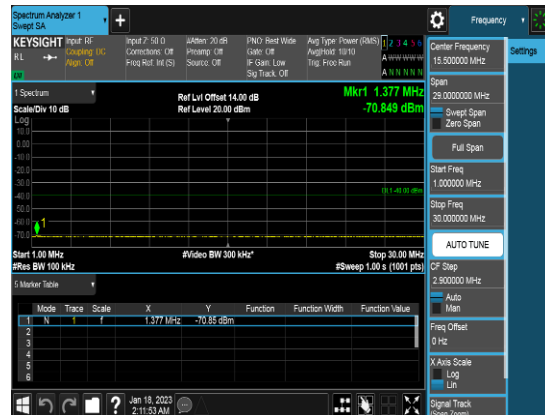 Spectrum Analyzer 1
Swept SA
Frequency
KEYSIGHT
RL
Input: RF
Coupling: DC
Align: Off
Input Z: 50 Ω
Corrections: Off
Freq Ref: Int (S)
#Atten: 20 dB
Preamp: Off
Source: Off
PNO: Best Wide
Gate: Off
IF Gain: Low
Sig Track: Off
Avg Type: Power (RMS)
Avg|Hold: 10/10
Trig: Free Run
1 2 3 4 5 6
A W W W W W
A N N N N N
LW
1 Spectrum
Scale/Div 10 dB
Ref Lvl Offset 14.00 dB
Ref Level 20.00 dBm
Mkr1 1.377 MHz
-70.849 dBm
Log
10.0
0.00
-10.0
-20.0
-30.0
-40.0
-50.0
-60.0
-70.0
DL1 -40.00 dBm
1
Start 1.00 MHz
#Res BW 100 kHz
#Video BW 300 kHz*
Stop 30.00 MHz
#Sweep 1.00 s (1001 pts)
5 Marker Table
Mode Trace Scale X Y Function Function Width Function Value
1 N 1 f 1.377 MHz -70.85 dBm
2
3
4
5
6
Center Frequency
15.500000 MHz
Settings
Span
29.0000000 MHz
Swept Span
Zero Span
Full Span
Start Freq
1.000000 MHz
Stop Freq
30.000000 MHz
AUTO TUNE
CF Step
2.900000 MHz
Auto
Man
Freq Offset
0 Hz
X Axis Scale
Log
Lin
Signal Track
(Span Zoom)
?
Jan 18, 2023
2:11:53 AM